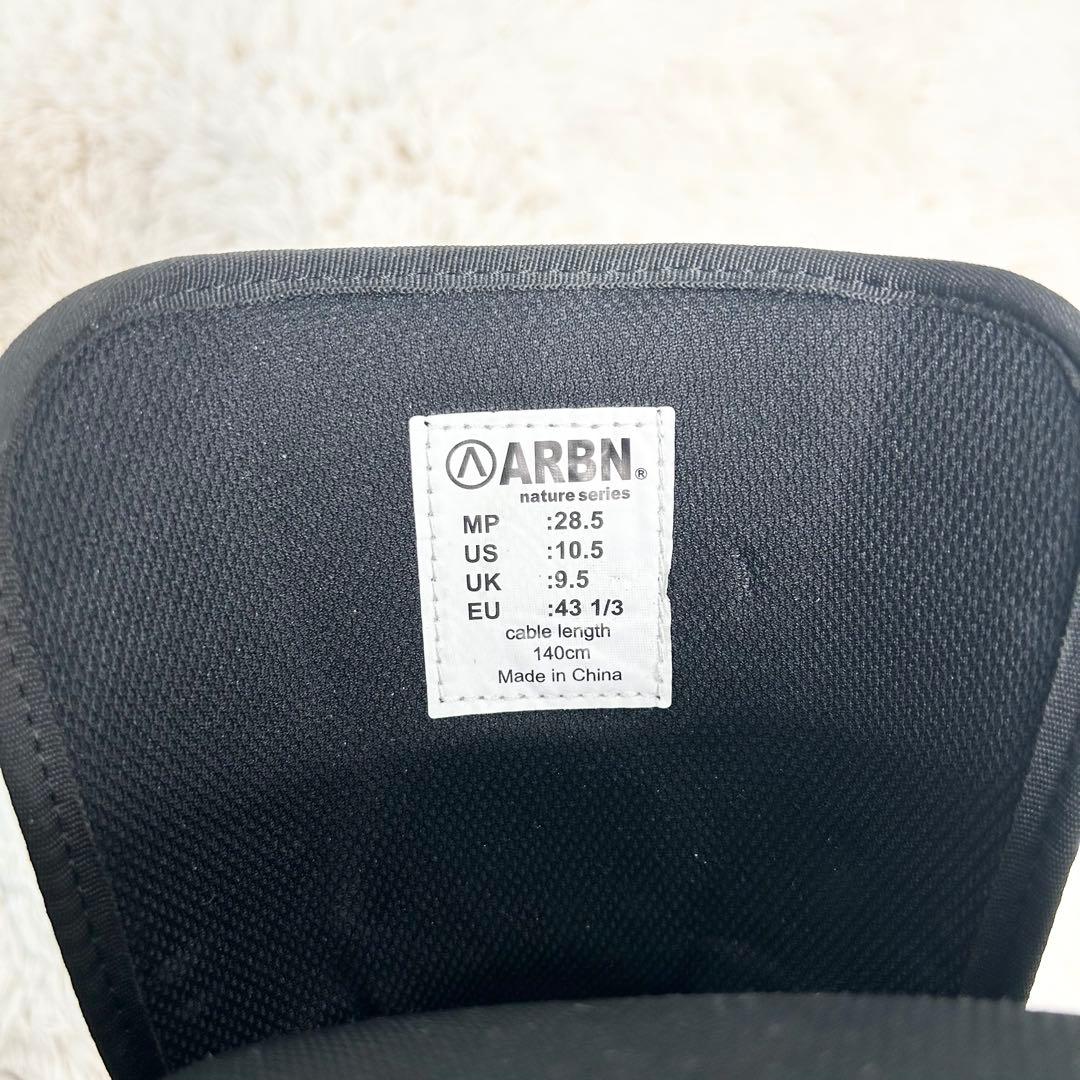 ARBN®
nature series
MP :28.5
US :10.5
UK :9.5
EU :43 1/3
cable length
140cm
Made in China